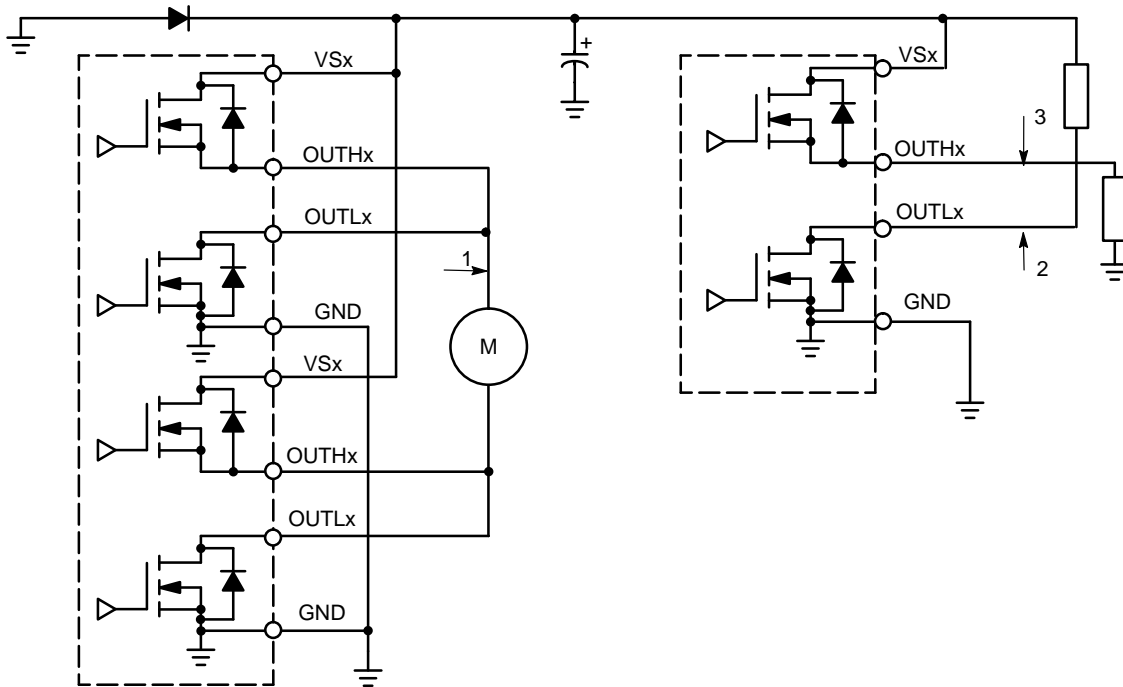 VSx
OUTHx
OUTLx
1
GND
M
VSx
OUTHx
OUTLx
GND
+
VSx
3
OUTHx
OUTLx
2
GND